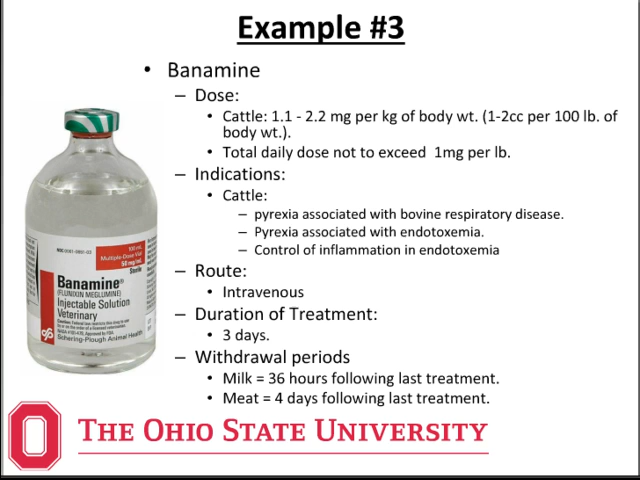 Example #3
• Banamine
– Dose:
• Cattle: 1.1 - 2.2 mg per kg of body wt. (1-2cc per 100 lb. of
body wt.).
• Total daily dose not to exceed 1mg per lb.
– Indications:
• Cattle:
– pyrexia associated with bovine respiratory disease.
– Pyrexia associated with endotoxemia.
– Control of inflammation in endotoxemia
– Route:
• Intravenous
– Duration of Treatment:
• 3 days.
– Withdrawal periods
• Milk = 36 hours following last treatment.
• Meat = 4 days following last treatment.
100 mL
Multiple-Dose Vial
50 mg/mL
Sterile
Banamine®
(FLUNIXIN MEGLUMINE)
Injectable Solution
Veterinary
Schering-Plough Animal Health
THE OHIO STATE UNIVERSITY